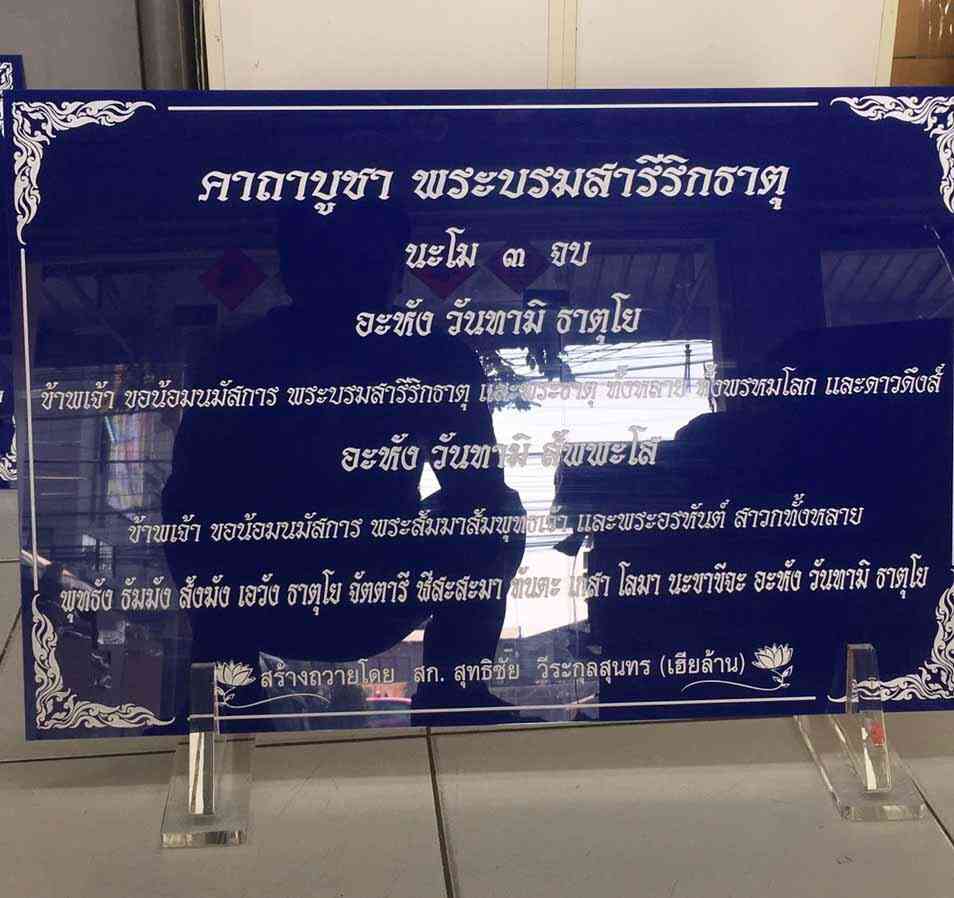 คาถาบูชา พระบรมสารีริกธาตุ
นะโม ๓ จบ
อะหัง วันทามิ ธาตุโย
ข้าพเจ้า ขอน้อมนมัสการ พระบรมสารีริกธาตุ และพระธาตุ ทั้งหลาย ทั้งพรหมโลก และดาวดึงส์
อะหัง วันทามิ สัพพะโส
ข้าพเจ้า ขอน้อมนมัสการ พระสัมมาสัมพุทธเจ้า และพระอรหันต์ สาวกทั้งหลาย
พุทธัง ธัมมัง สังฆัง เอวัง ธาตุโย จัตตารี ฬีสะสะมา ทันตะ เกสา โลมา นะขาขีจะ อะหัง วันทามิ ธาตุโย
สร้างถวายโดย สก. สุทธิชัย วีระกุลสุนทร (เฮียล้าน)